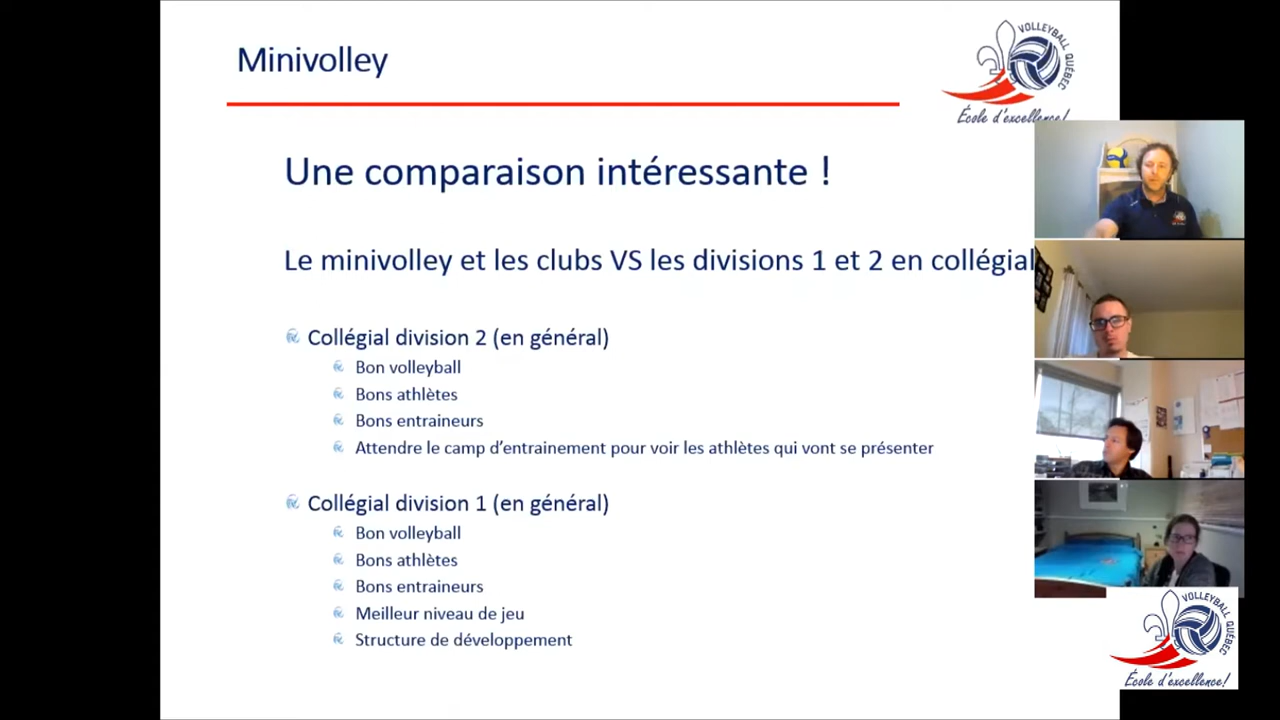 Minivolley
VOLLEYBALL QUÉBEC
École d'excellence!
Une comparaison intéressante !
Le minivolley et les clubs VS les divisions 1 et 2 en collégial
Collégial division 2 (en général)
Bon volleyball
Bons athlètes
Bons entraineurs
Attendre le camp d'entrainement pour voir les athlètes qui vont se présenter
Collégial division 1 (en général)
Bon volleyball
Bons athlètes
Bons entraineurs
Meilleur niveau de jeu
Structure de développement
VOLLEYBALL QUÉBEC
École d'excellence!